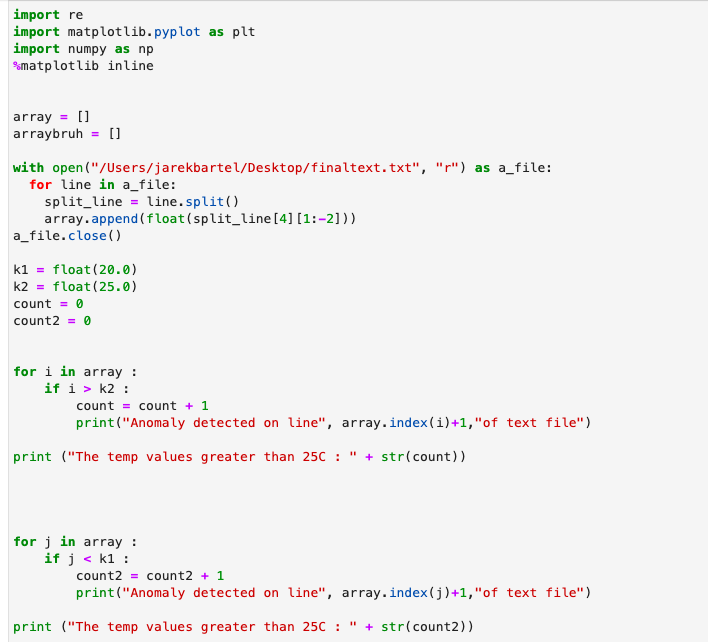 import re
import matplotlib.pyplot as plt
import numpy as np
%matplotlib inline
array = []
arraybruh = []
with open("/Users/jarekbartel/Desktop/finaltext.txt", "r") as a_file:
  for line in a_file:
    split_line = line.split()
    array.append(float(split_line[4][1:-2]))
a_file.close()
k1 = float(20.0)
k2 = float(25.0)
count = 0
count2 = 0
for i in array :
    if i > k2 :
        count = count + 1
        print("Anomaly detected on line", array.index(i)+1,"of text file")
print ("The temp values greater than 25C : " + str(count))
for j in array :
    if j < k1 :
        count2 = count2 + 1
        print("Anomaly detected on line", array.index(j)+1,"of text file")
print ("The temp values greater than 25C : " + str(count2))